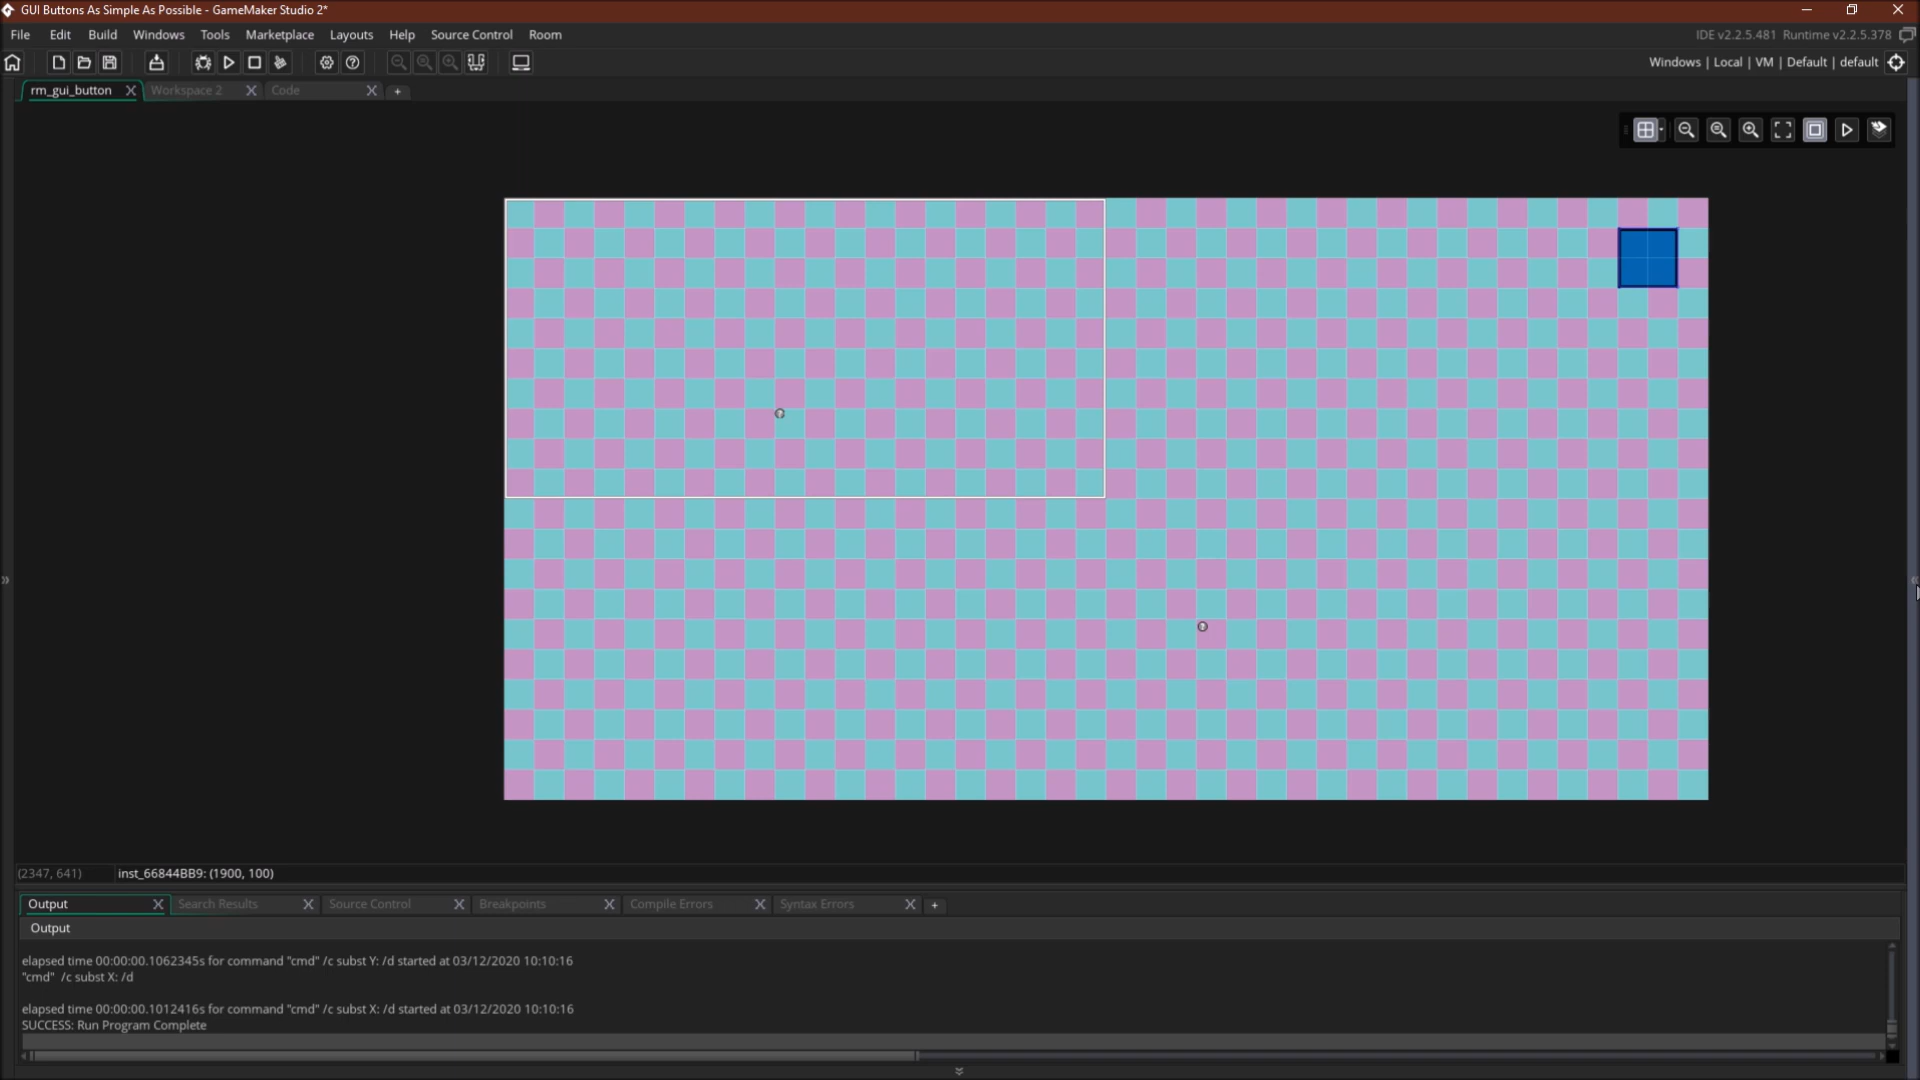 GUI Buttons As Simple As Possible - GameMaker Studio 2*
File Edit Build Windows Tools Marketplace Layouts Help Source Control Room
IDE v2.2.5.481 Runtime v2.2.5.378
Windows | Local | VM | Default | default
rm_gui_button Workspace 2 Code
(2347, 641) inst_66844BB9: (1900, 100)
Output Search Results Source Control Breakpoints Compile Errors Syntax Errors
Output
elapsed time 00:00:00.1062345s for command "cmd" /c subst Y: /d started at 03/12/2020 10:10:16
"cmd"  /c subst X: /d
elapsed time 00:00:00.1012416s for command "cmd" /c subst X: /d started at 03/12/2020 10:10:16
SUCCESS: Run Program Complete